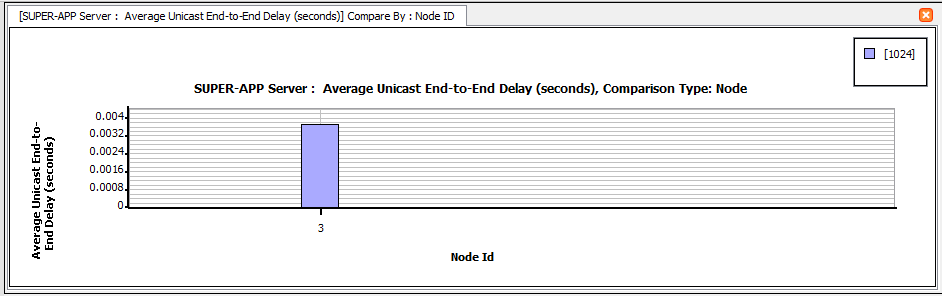 [SUPER-APP Server :  Average Unicast End-to-End Delay (seconds)] Compare By : Node ID
[1024]
SUPER-APP Server :  Average Unicast End-to-End Delay (seconds), Comparison Type: Node
Average Unicast End-to-
End Delay (seconds)
0.004
0.0032
0.0024
0.0016
0.0008
0
3
Node Id